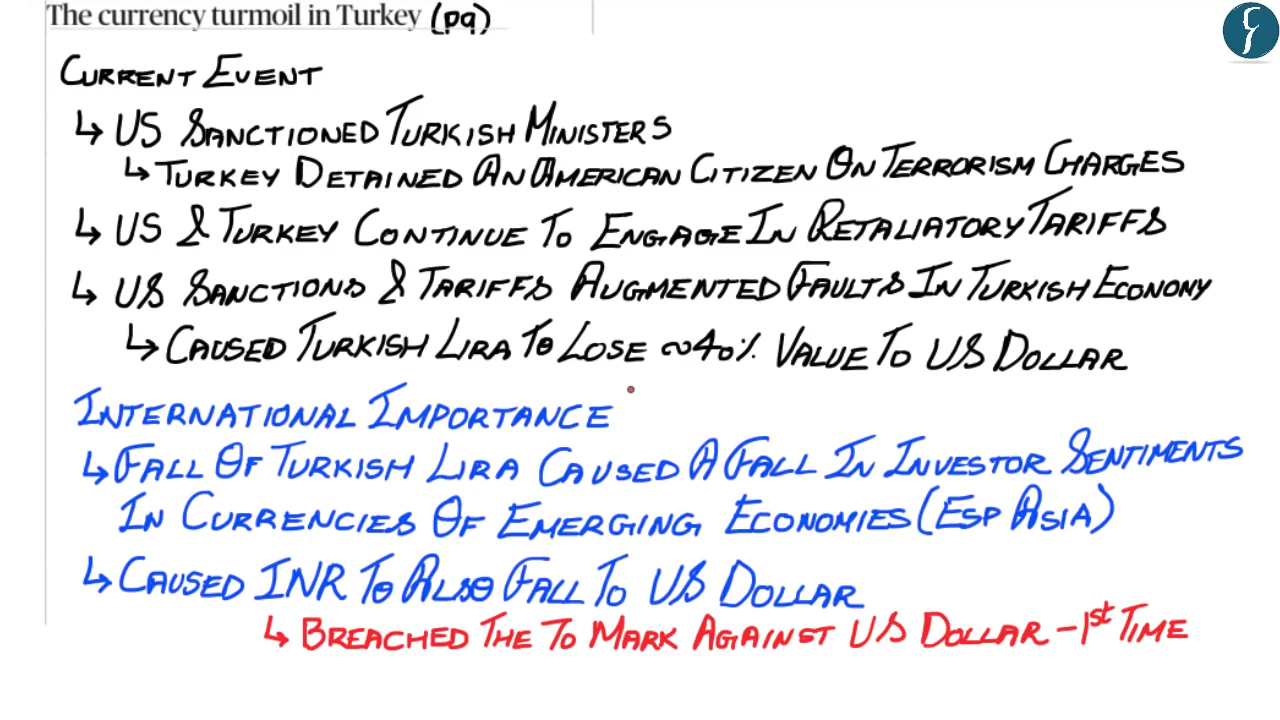 The currency turmoil in Turkey (pg)
CURRENT EVENT
↳ US SANCTIONED TURKISH MINISTERS
↳ TURKEY DETAINED AN AMERICAN CITIZEN ON TERRORISM CHARGES
↳ US & TURKEY CONTINUE TO ENGAGE IN RETALIATORY TARIFFS
↳ US SANCTIONS & TARIFFS AUGMENTED FAULTS IN TURKISH ECONOMY
↳ CAUSED TURKISH LIRA TO LOSE ~40% VALUE TO US DOLLAR
INTERNATIONAL IMPORTANCE
↳ FALL OF TURKISH LIRA CAUSED A FALL IN INVESTOR SENTIMENTS
IN CURRENCIES OF EMERGING ECONOMIES (ESP ASIA)
↳ CAUSED INR TO ALSO FALL TO US DOLLAR
↳ BREACHED THE 70 MARK AGAINST US DOLLAR - 1st TIME